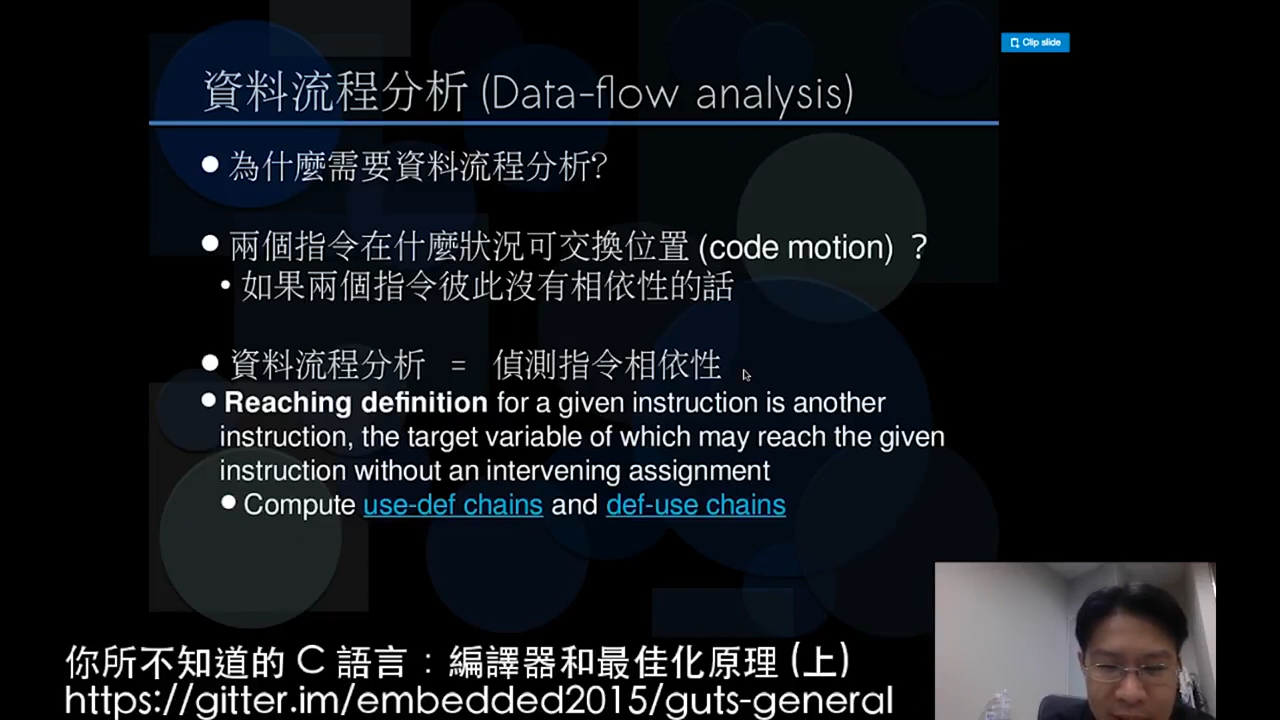 Clip slide
資料流程分析 (Data-flow analysis)
● 為什麼需要資料流程分析?
● 兩個指令在什麼狀況可交換位置 (code motion) ？
• 如果兩個指令彼此沒有相依性的話
● 資料流程分析 = 偵測指令相依性
● Reaching definition for a given instruction is another
instruction, the target variable of which may reach the given
instruction without an intervening assignment
● Compute use-def chains and def-use chains
你所不知道的 C 語言：編譯器和最佳化原理 (上)
https://gitter.im/embedded2015/guts-general